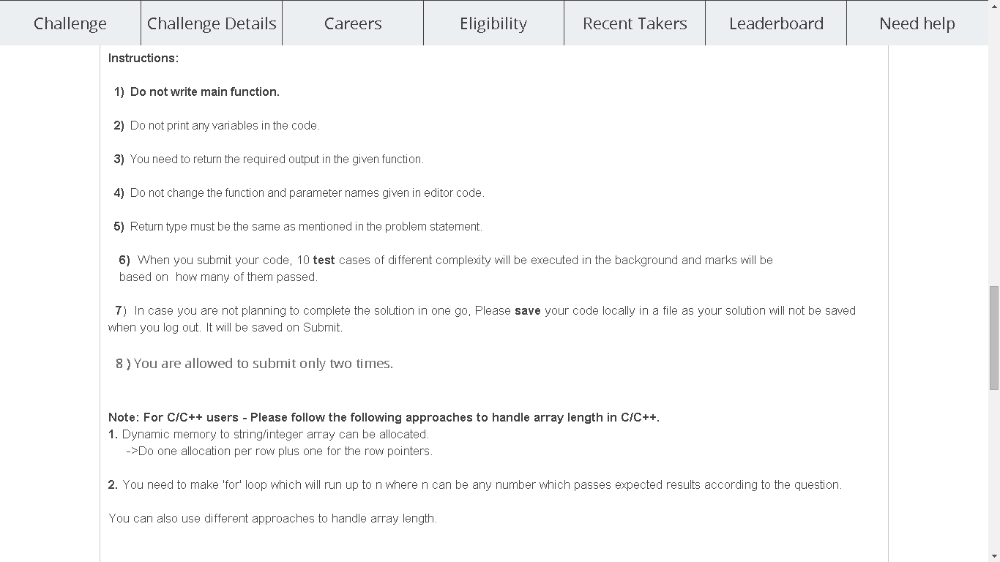 Challenge
Challenge Details
Careers
Eligibility
Recent Takers
Leaderboard
Need help
Instructions:
1) Do not write main function.
2) Do not print any variables in the code.
3) You need to return the required output in the given function.
4) Do not change the function and parameter names given in editor code.
5) Return type must be the same as mentioned in the problem statement.
6) When you submit your code, 10 test cases of different complexity will be executed in the background and marks will be
based on how many of them passed.
7) In case you are not planning to complete the solution in one go, Please save your code locally in a file as your solution will not be saved
when you log out. It will be saved on Submit.
8 ) You are allowed to submit only two times.
Note: For C/C++ users - Please follow the following approaches to handle array length in C/C++.
1. Dynamic memory to string/integer array can be allocated.
->Do one allocation per row plus one for the row pointers.
2. You need to make 'for' loop which will run up to n where n can be any number which passes expected results according to the question.
You can also use different approaches to handle array length.